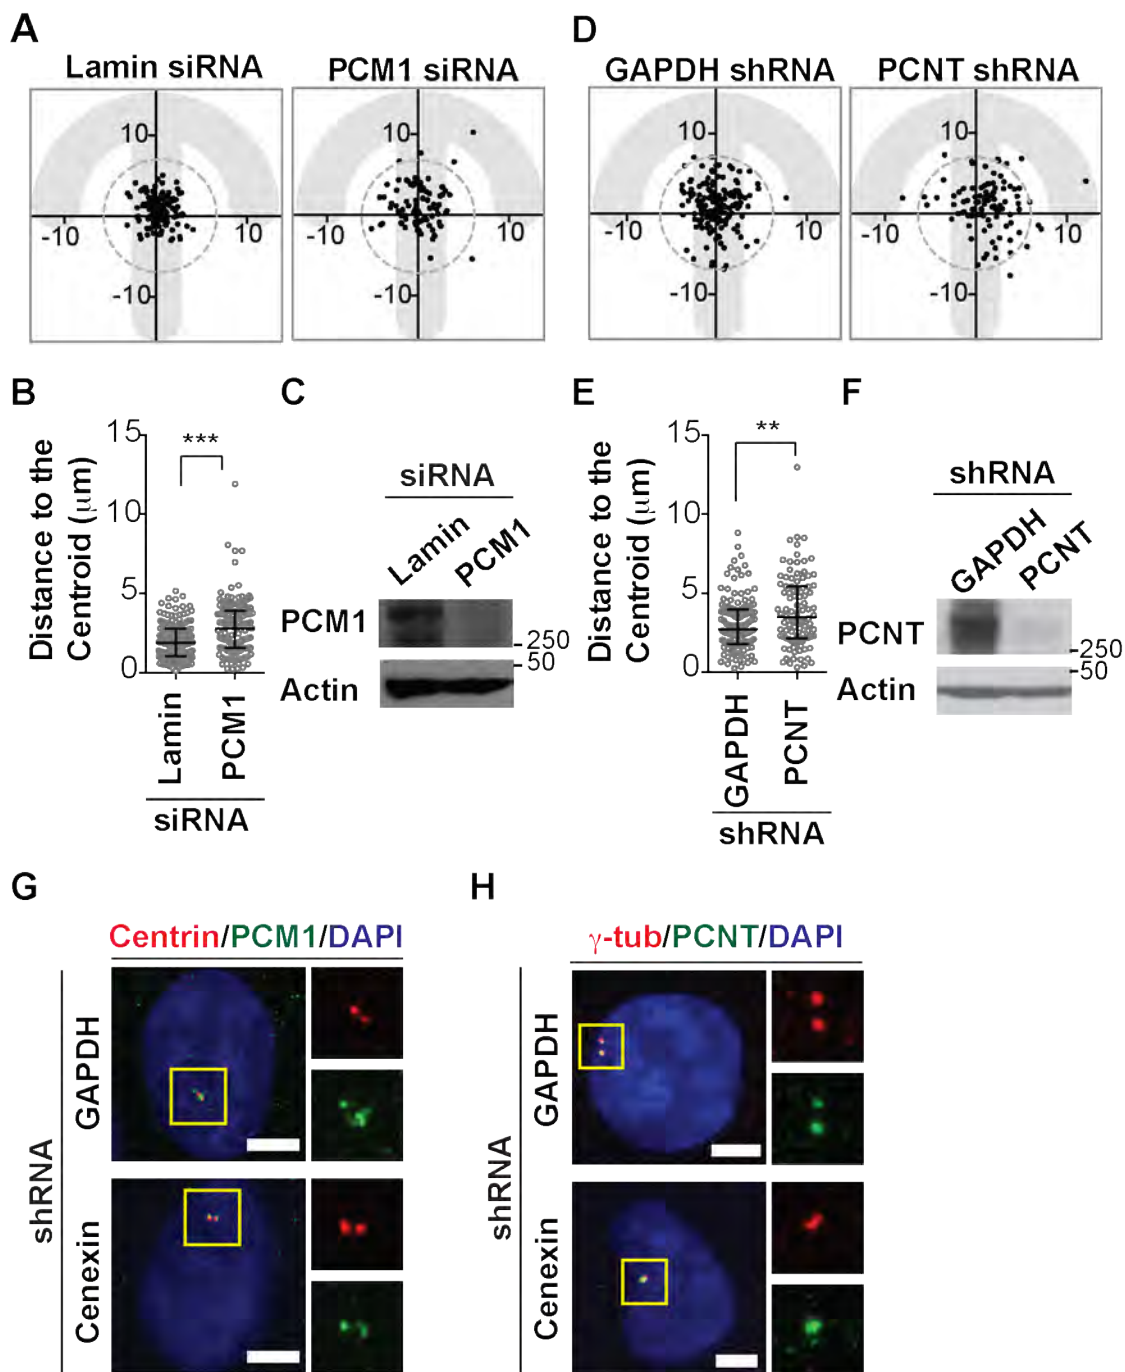 A
Lamin siRNA
PCM1 siRNA
10
-10
10
-10
10
-10
10
-10
D
GAPDH shRNA
PCNT shRNA
10
-10
10
-10
10
-10
10
-10
B
Distance to the
Centroid (μm)
15
10
5
0
***
Lamin
PCM1
siRNA
C
siRNA
Lamin
PCM1
PCM1
-250
-50
Actin
E
Distance to the
Centroid (μm)
15
10
5
0
**
GAPDH
PCNT
shRNA
F
shRNA
GAPDH
PCNT
PCNT
-250
-50
Actin
G
Centrin/PCM1/DAPI
shRNA
GAPDH
Cenexin
H
γ-tub/PCNT/DAPI
shRNA
GAPDH
Cenexin